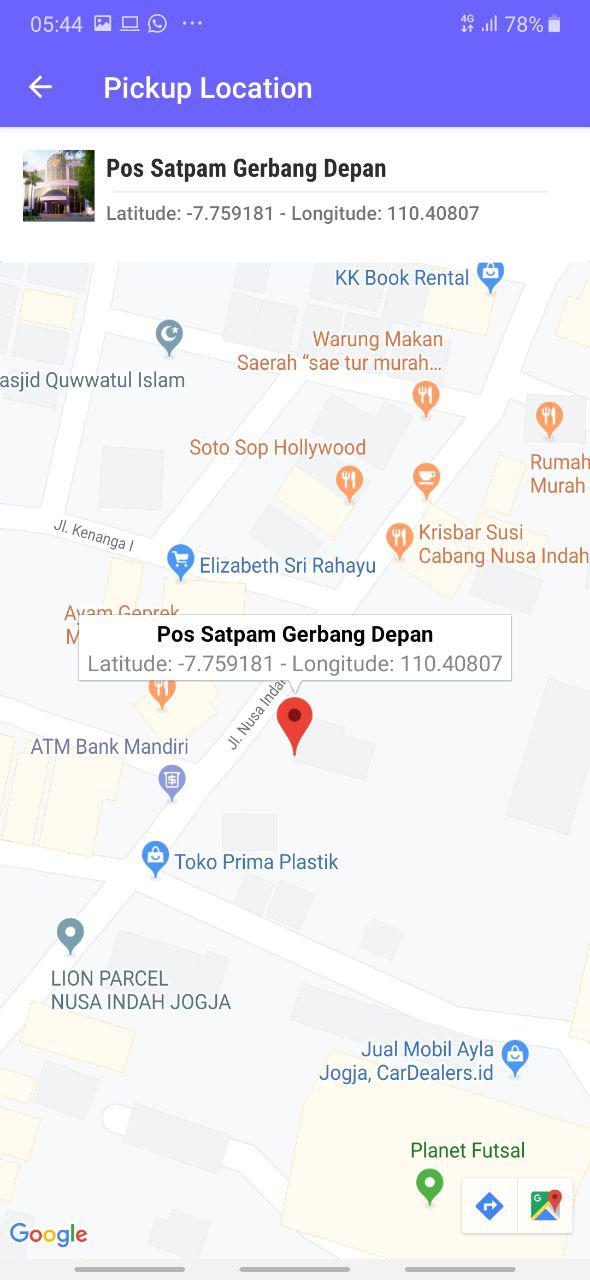 05:44
4G
78%
Pickup Location
Pos Satpam Gerbang Depan
Latitude: -7.759181 - Longitude: 110.40807
KK Book Rental
Warung Makan
Saerah “sae tur murah...
asjid Quwwatul Islam
Soto Sop Hollywood
Rumah
Murah
Krisbar Susi
Cabang Nusa Indah
Jl. Kenanga I
Elizabeth Sri Rahayu
Ayam Geprek
M
Pos Satpam Gerbang Depan
Latitude: -7.759181 - Longitude: 110.40807
Jl. Nusa Indah
ATM Bank Mandiri
Toko Prima Plastik
LION PARCEL
NUSA INDAH JOGJA
Jual Mobil Ayla
Jogja, CarDealers.id
Planet Futsal
Google